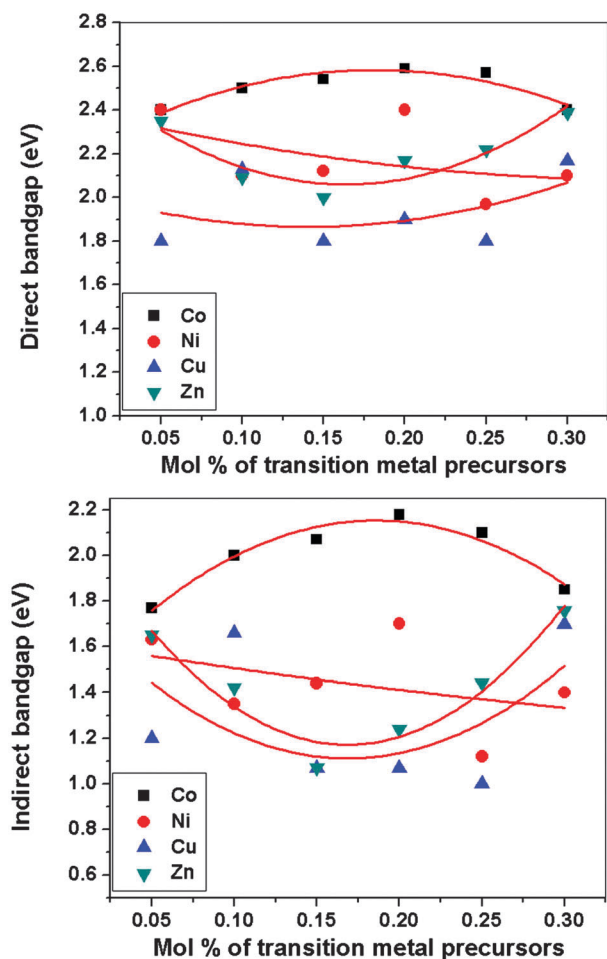 2.8
2.6
2.4
2.2
2.0
1.8
1.6
1.4
1.2
1.0
Direct bandgap (eV)
Co
Ni
Cu
Zn
0.05 0.10 0.15 0.20 0.25 0.30
Mol % of transition metal precursors
2.2
2.0
1.8
1.6
1.4
1.2
1.0
0.8
0.6
Indirect bandgap (eV)
Co
Ni
Cu
Zn
0.05 0.10 0.15 0.20 0.25 0.30
Mol % of transition metal precursors